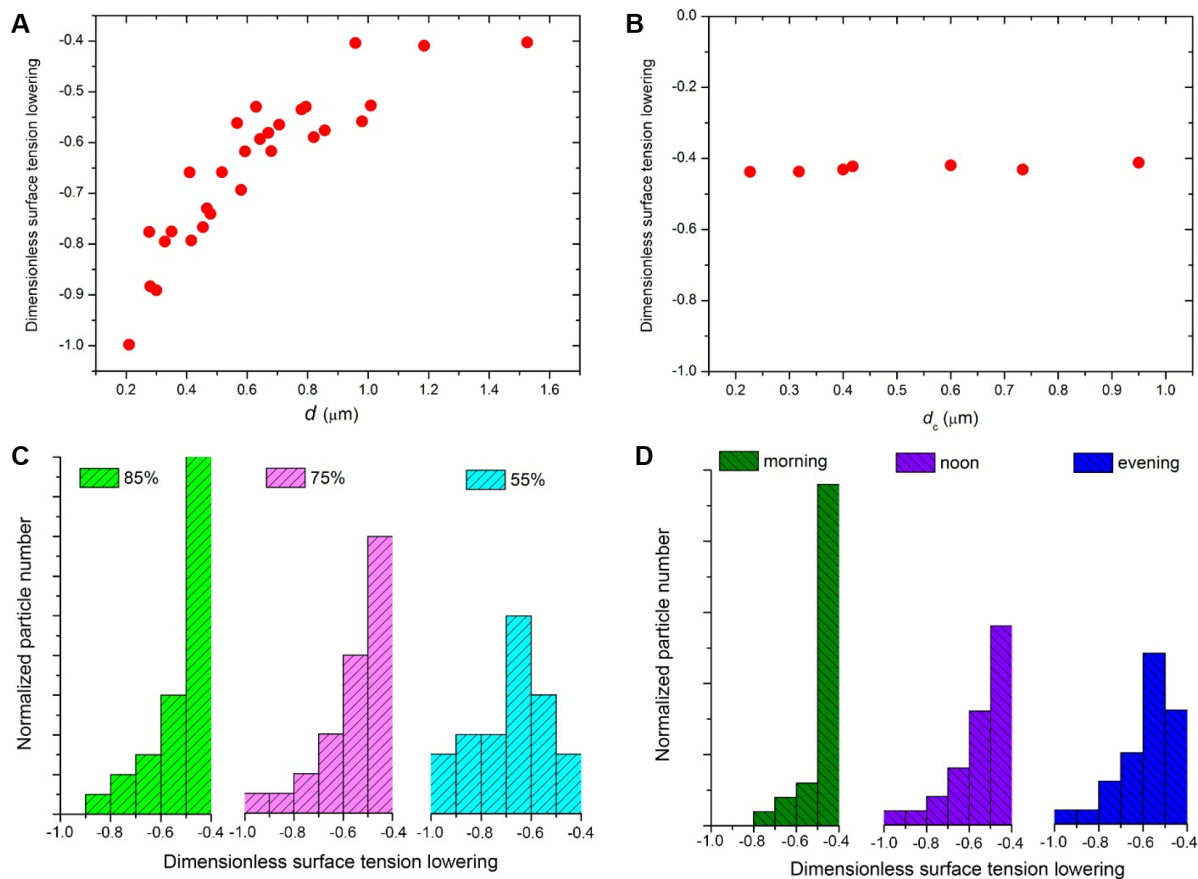 A
Dimensionless surface tension lowering
-0.4
-0.5
-0.6
-0.7
-0.8
-0.9
-1.0
0.2 0.4 0.6 0.8 1.0 1.2 1.4 1.6
d (μm)
B
Dimensionless surface tension lowering
0.0
-0.2
-0.4
-0.6
-0.8
-1.0
0.2 0.3 0.4 0.5 0.6 0.7 0.8 0.9 1.0
dc (μm)
C
85% 75% 55%
Normalized particle number
-1.0 -0.8 -0.6 -0.4 -0.8 -0.6 -0.4 -0.8 -0.6 -0.4
Dimensionless surface tension lowering
D
morning noon evening
Normalized particle number
-1.0 -0.8 -0.6 -0.4 -1.0 -0.8 -0.6 -0.4 -1.0 -0.8 -0.6 -0.4
Dimensionless surface tension lowering